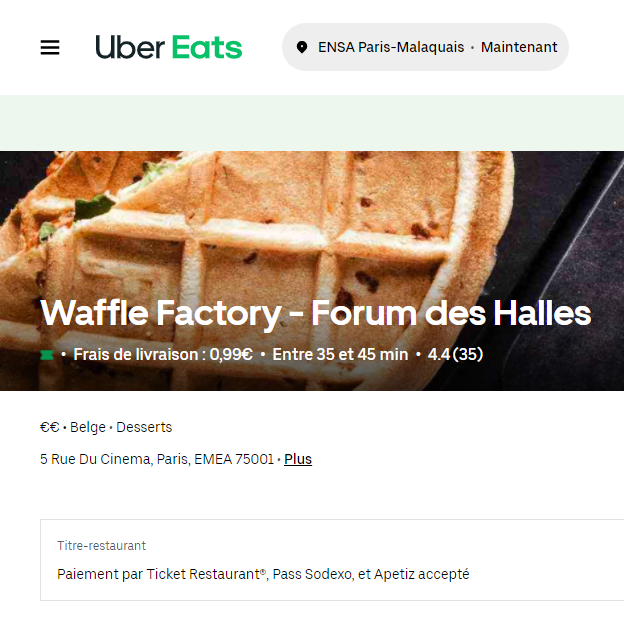 Uber Eats
ENSA Paris-Malaquais • Maintenant
Waffle Factory - Forum des Halles
• Frais de livraison : 0,99€ • Entre 35 et 45 min • 4.4 (35)
€€ • Belge • Desserts
5 Rue Du Cinema, Paris, EMEA 75001 • Plus
Titre-restaurant
Paiement par Ticket Restaurant®, Pass Sodexo, et Apetiz accepté